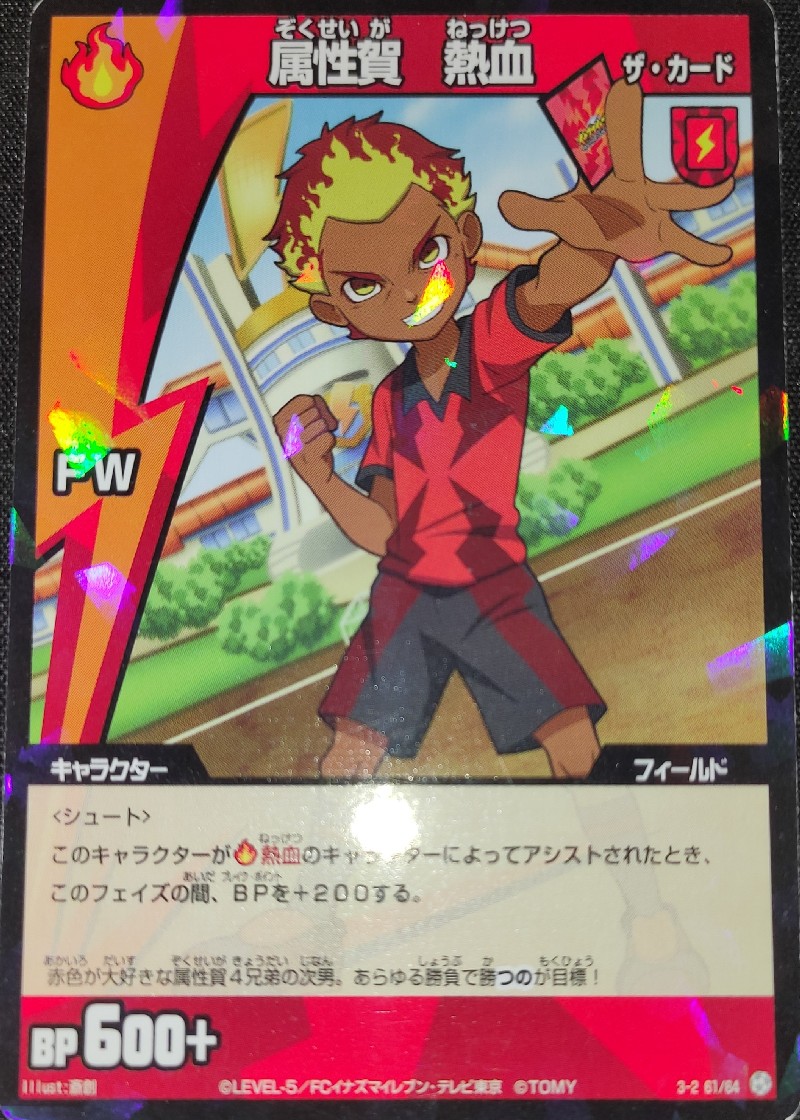 ぞくせい が ねっけつ
属性賀 熱血 ザ・カード
FW
キャラクター フィールド
<シュート>
ねっけつ
このキャラクターが熱血のキャラクターによってアシストされたとき、
あいだ ブレイク・ポイント
このフェイズの間、BPを+200する。
あかいろ だいす ぞくせいが きょうだい じなん しょうぶ か もくひょう
赤色が大好きな属性賀4兄弟の次男。あらゆる勝負で勝つのが目標!
BP600+
Illust:斎創 ©LEVEL-5/FCイナズマイレブン・テレビ東京 ©TOMY 3-2 61/64